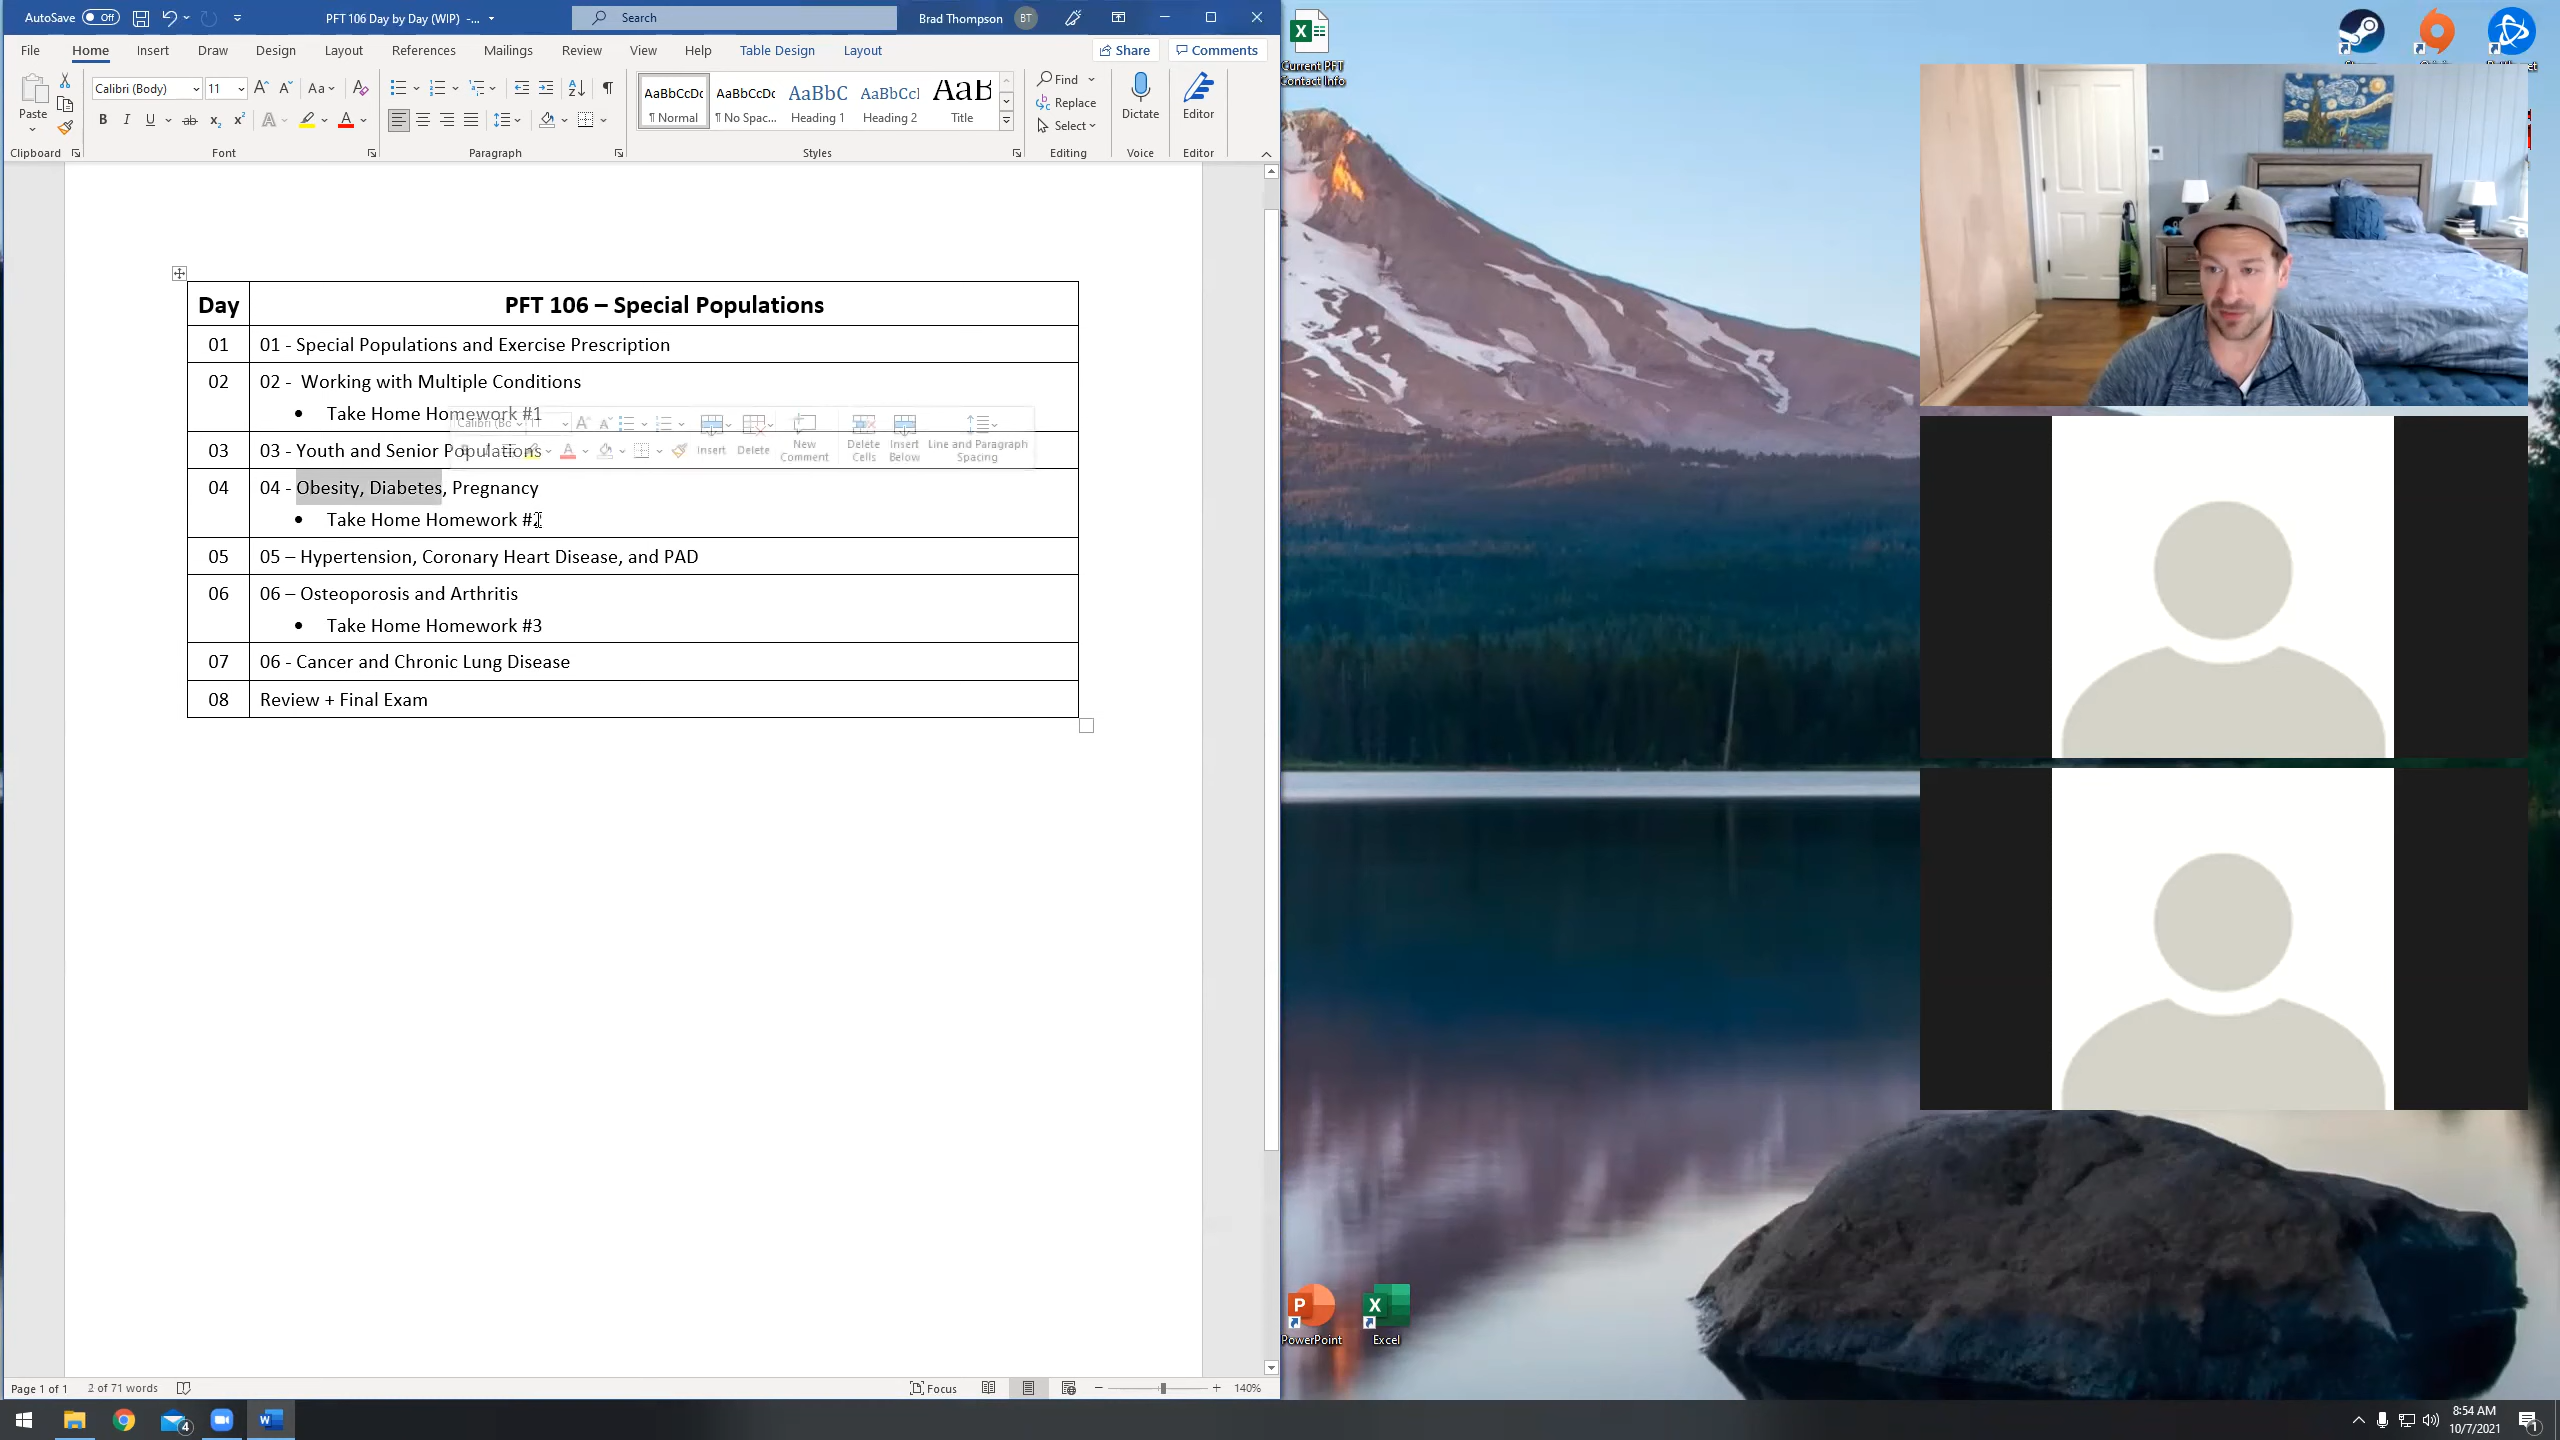 AutoSave Off
PFT 106 Day by Day (WIP) -...
Search
Brad Thompson BT
File Home Insert Draw Design Layout References Mailings Review View Help Table Design Layout
Share Comments
Paste
Clipboard
Calibri (Body) 11
Aa
Font
Paragraph
AaBbCcDc AaBbCcDc AaBbC AaBbCcI AaB
¶ Normal ¶ No Spac... Heading 1 Heading 2 Title
Styles
Find
Replace
Select
Editing
Dictate
Voice
Editor
Editor
Day PFT 106 – Special Populations
01 01 - Special Populations and Exercise Prescription
02 02 - Working with Multiple Conditions
• Take Home Homework #1
03 03 - Youth and Senior Populations
04 04 - Obesity, Diabetes, Pregnancy
• Take Home Homework #
05 05 – Hypertension, Coronary Heart Disease, and PAD
06 06 – Osteoporosis and Arthritis
• Take Home Homework #3
07 06 - Cancer and Chronic Lung Disease
08 Review + Final Exam
Insert Delete
New Comment
Delete Cells
Insert Below
Line and Paragraph Spacing
Page 1 of 1 2 of 71 words
Focus
140%
Current PFT
Contact Info
PowerPoint
Excel
4
8:54 AM
10/7/2021
1